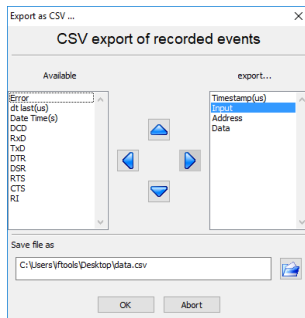 Export as CSV ...
CSV export of recorded events
Available
export...
Error
dt last(us)
Date Time(s)
DCD
RxD
TxD
DTR
DSR
RTS
CTS
RI
Timestamp(us)
Input
Address
Data
Save file as
C:\Users\jftools\Desktop\data.csv
OK
Abort